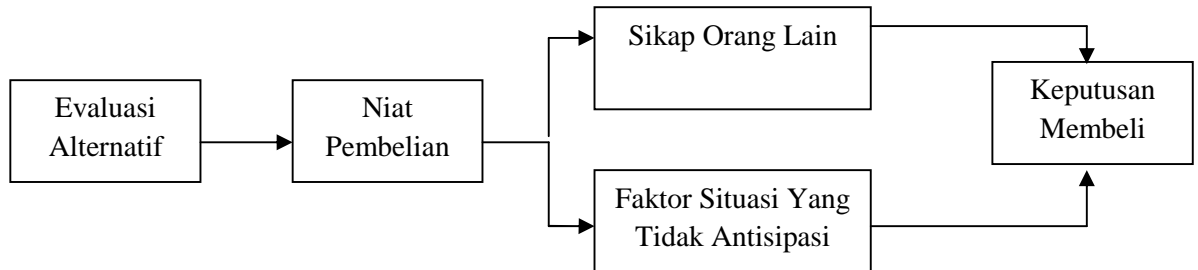 Evaluasi
Alternatif
Niat
Pembelian
Sikap Orang Lain
Faktor Situasi Yang
Tidak Antisipasi
Keputusan
Membeli